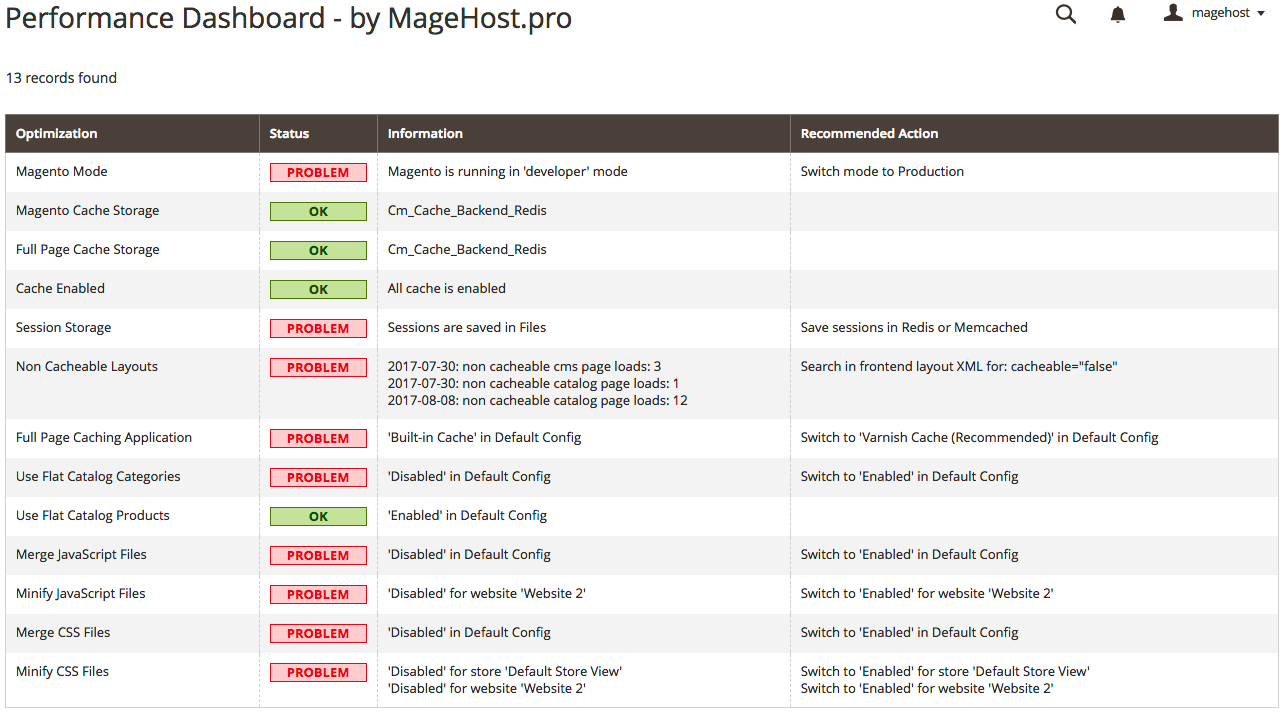 Performance Dashboard - by MageHost.pro
magehost
13 records found
Optimization Status Information Recommended Action
Magento Mode PROBLEM Magento is running in 'developer' mode Switch mode to Production
Magento Cache Storage OK Cm_Cache_Backend_Redis
Full Page Cache Storage OK Cm_Cache_Backend_Redis
Cache Enabled OK All cache is enabled
Session Storage PROBLEM Sessions are saved in Files Save sessions in Redis or Memcached
Non Cacheable Layouts PROBLEM 2017-07-30: non cacheable cms page loads: 3 Search in frontend layout XML for: cacheable="false"
2017-07-30: non cacheable catalog page loads: 1
2017-08-08: non cacheable catalog page loads: 12
Full Page Caching Application PROBLEM 'Built-in Cache' in Default Config Switch to 'Varnish Cache (Recommended)' in Default Config
Use Flat Catalog Categories PROBLEM 'Disabled' in Default Config Switch to 'Enabled' in Default Config
Use Flat Catalog Products OK 'Enabled' in Default Config
Merge JavaScript Files PROBLEM 'Disabled' in Default Config Switch to 'Enabled' in Default Config
Minify JavaScript Files PROBLEM 'Disabled' for website 'Website 2' Switch to 'Enabled' for website 'Website 2'
Merge CSS Files PROBLEM 'Disabled' in Default Config Switch to 'Enabled' in Default Config
Minify CSS Files PROBLEM 'Disabled' for store 'Default Store View' Switch to 'Enabled' for store 'Default Store View'
'Disabled' for website 'Website 2' Switch to 'Enabled' for website 'Website 2'